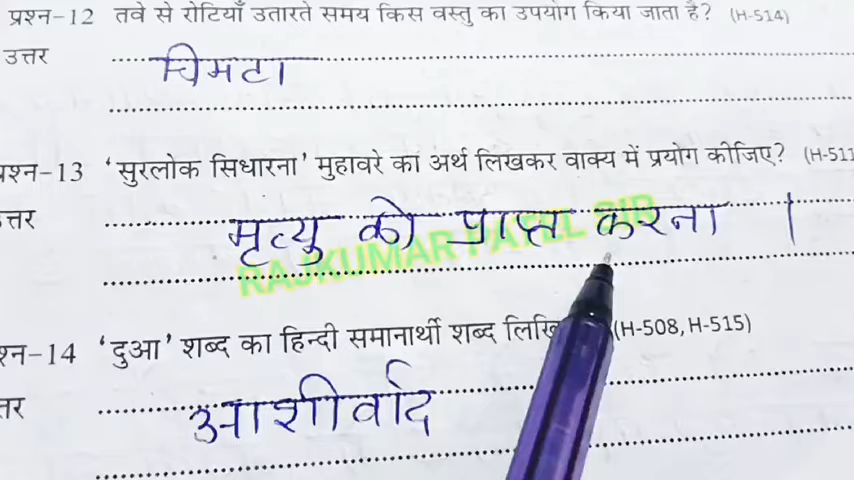 प्रश्न-12 तवे से रोटियाँ उतारते समय किस वस्तु का उपयोग किया जाता है? (H-514)
उत्तर चिमटा
प्रश्न-13 'सुरलोक सिधारना' मुहावरे का अर्थ लिखकर वाक्य में प्रयोग कीजिए? (H-511
त्तर मृत्यु को प्राप्त करना ।
RAJKUMAR PATEL SIR
श्न-14 'दुआ' शब्द का हिन्दी समानार्थी शब्द लिखि (H-508, H-515)
तर आशीर्वाद